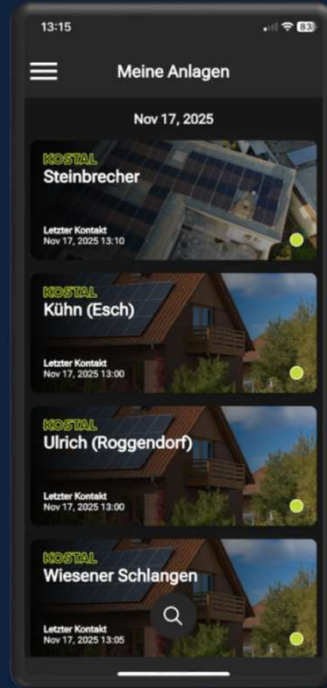 13:15
83
Meine Anlagen
Nov 17, 2025
KOSTAL
Steinbrecher
Letzter Kontakt
Nov 17, 2025 13:10
KOSTAL
Kühn (Esch)
Letzter Kontakt
Nov 17, 2025 13:00
KOSTAL
Ulrich (Roggendorf)
Letzter Kontakt
Nov 17, 2025 13:00
KOSTAL
Wiesener Schlangen
Letzter Kontakt
Nov 17, 2025 13:05